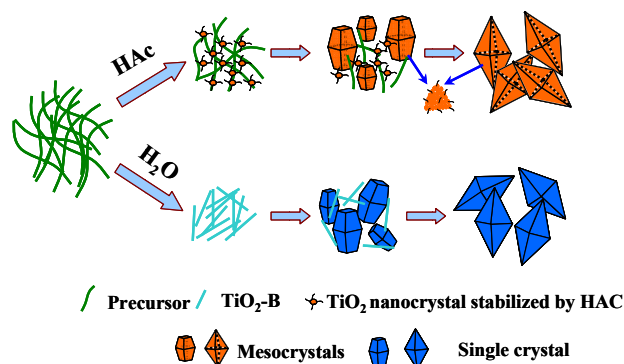 HAc
H₂O
Precursor TiO₂-B TiO₂ nanocrystal stabilized by HAC
Mesocrystals Single crystal